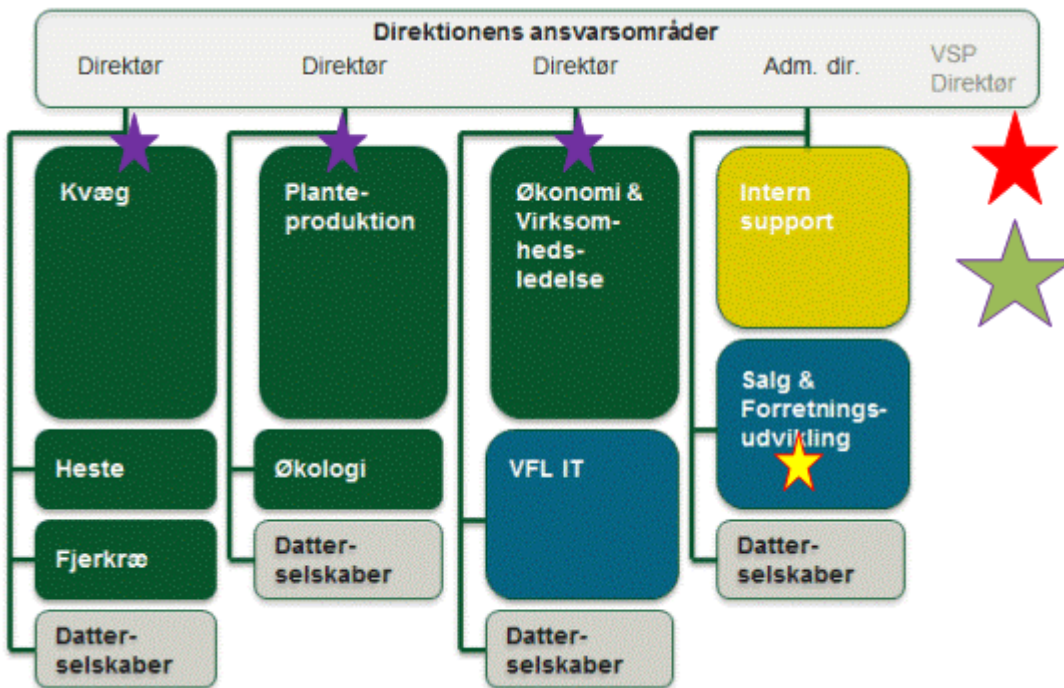 Direktionens ansvarsområder
Direktør
Direktør
Direktør
Adm. dir.
VSP
Direktør
Kvæg
Heste
Fjerkræ
Datter-
selskaber
Plante-
produktion
Økologi
Datter-
selskaber
Økonomi &
Virksom-
heds-
ledelse
VFL IT
Datter-
selskaber
Intern
support
Salg &
Forretnings-
udvikling
Datter-
selskaber